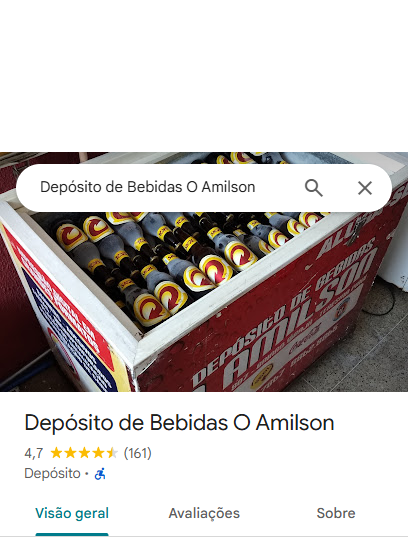 Depósito de Bebidas O Amilson
DEPÓSITO DE BEBIDAS
AMILSON
Depósito de Bebidas O Amilson
4,7 (161)
Depósito
Visão geral
Avaliações
Sobre